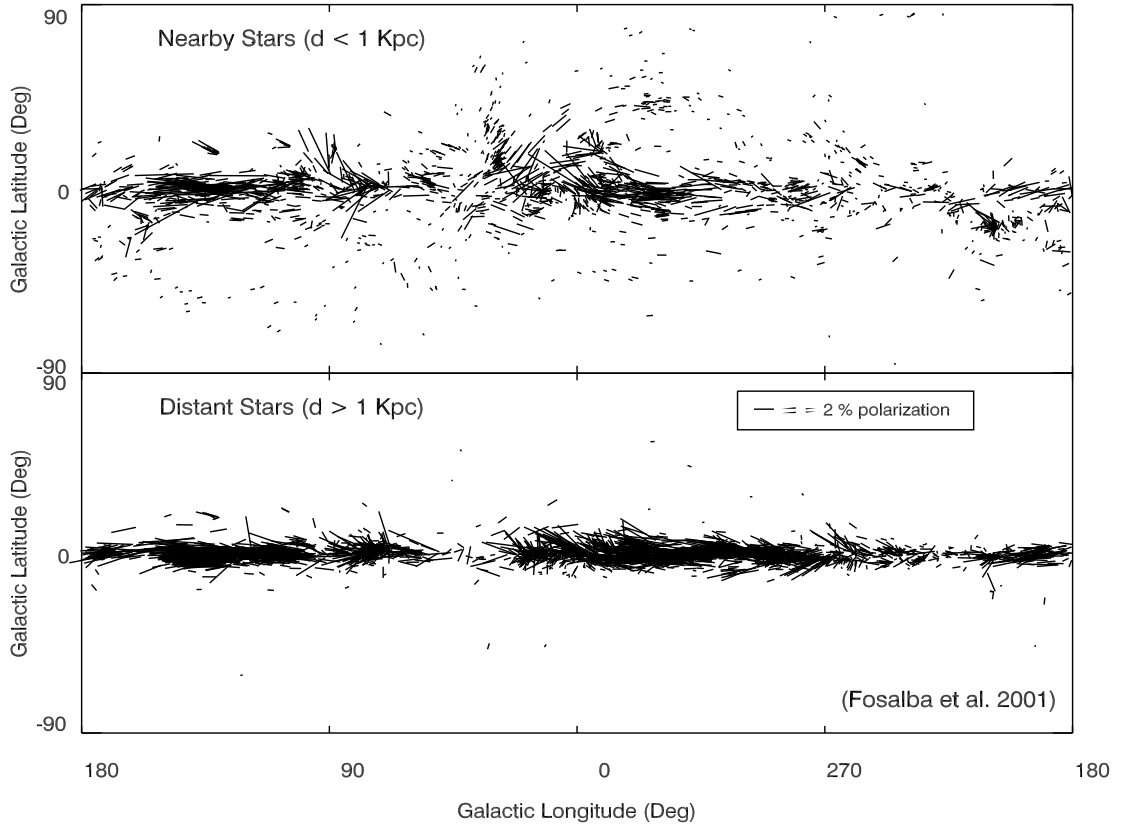 90
Nearby Stars (d < 1 Kpc)
Galactic Latitude (Deg)
0
-90
90
Distant Stars (d > 1 Kpc)
2 % polarization
Galactic Latitude (Deg)
0
(Fosalba et al. 2001)
-90
180 90 0 270 180
Galactic Longitude (Deg)